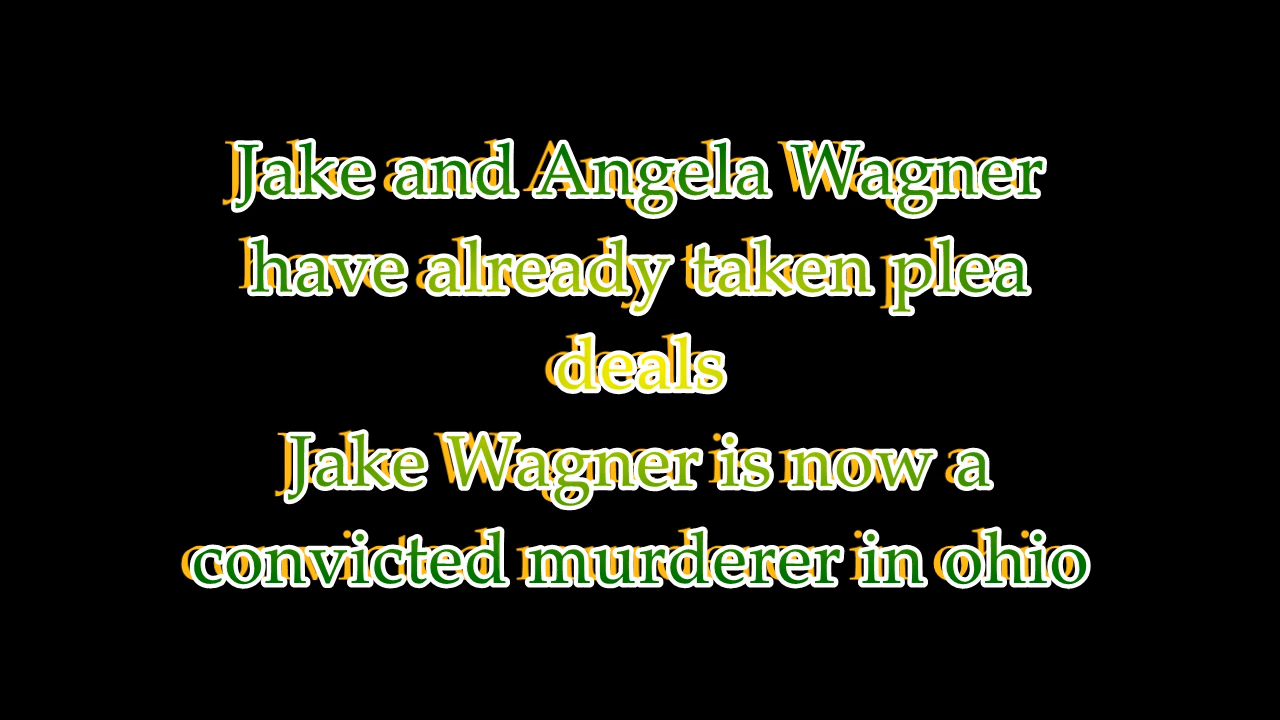 Jake and Angela Wagner
have already taken plea
deals
Jake Wagner is now a
convicted murderer in ohio